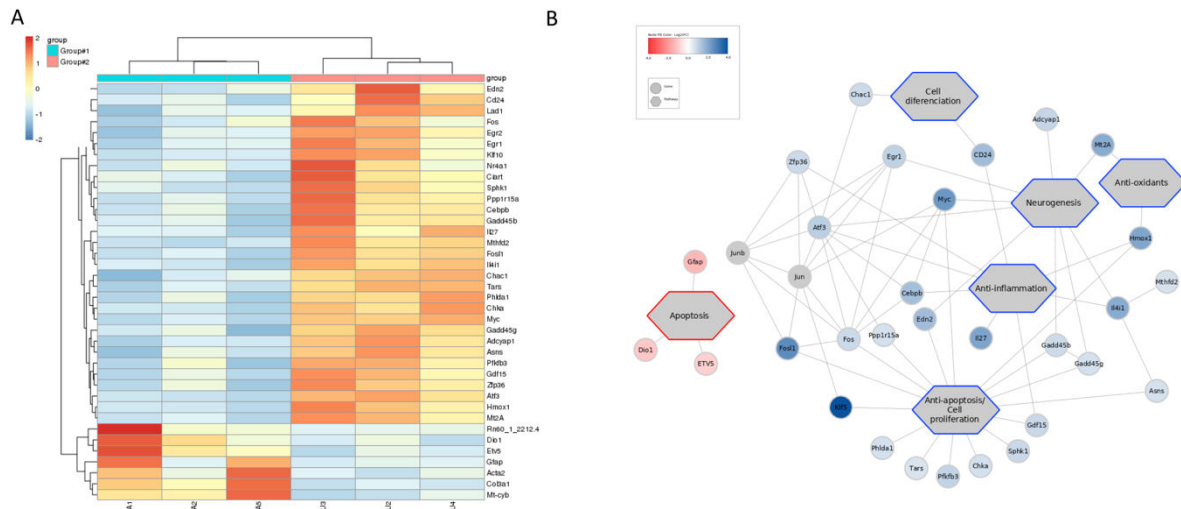 A
B
group
Group#1
Group#2
2
1
0
-1
-2
group
Edn2
Cd24
Lad1
Fos
Egr2
Egr1
Klf10
Nr4a1
Ciart
Sphk1
Ppp1r15a
Cebpb
Gadd45b
Il27
Mthfd2
Fosl1
Il4i1
Chac1
Tars
Phlda1
Chka
Myc
Gadd45g
Adcyap1
Asns
Pfkfb3
Gdf15
Zfp36
Atf3
Hmox1
Mt2A
Rn60_1_2212.4
Dio1
Etv5
Gfap
Acta2
Col3a1
Mt-cyb
A1
A2
A5
J3
J2
J4
Chac1
Cell
diferenciation
Adcyap1
Mt2A
Zfp36
Egr1
CD24
Anti-oxidants
Myc
Neurogenesis
Atf3
Hmox1
Junb
Gfap
Jun
Anti-inflammation
Mthfd2
Cebpb
Il4i1
Apoptosis
Edn2
Fos
Ppp1r15a
Il27
Gadd45b
Fosl1
Dio1
ETV5
Gadd45g
Asns
Anti-apoptosis/
Cell
proliferation
Gdf15
Phlda1
Sphk1
Tars
Pfkfb3
Chka